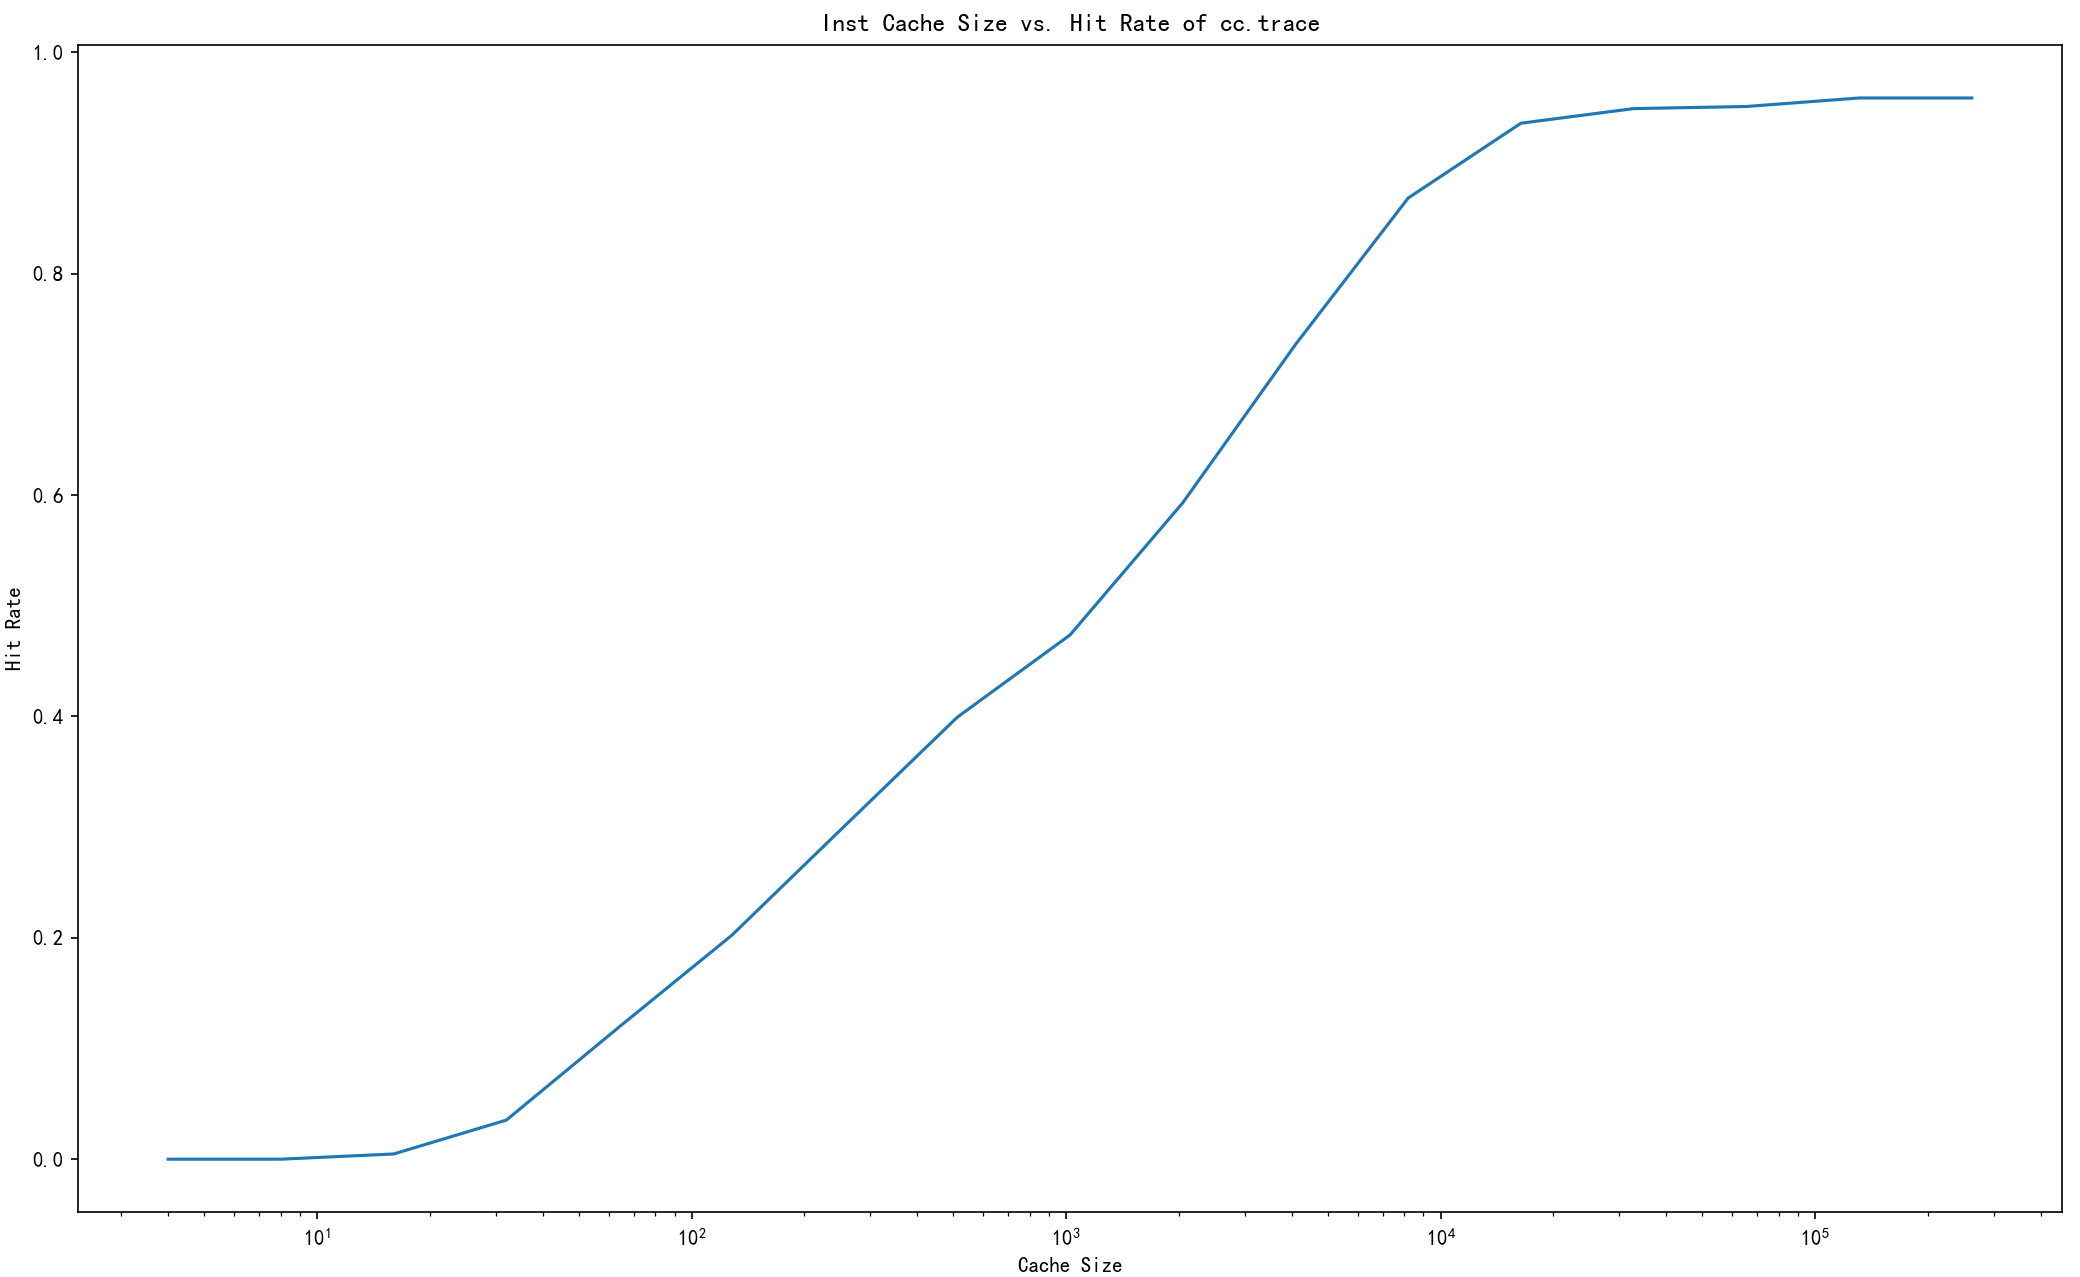 Inst Cache Size vs. Hit Rate of cc.trace
1.0
0.8
0.6
0.4
0.2
0.0
Hit Rate
10¹ 10² 10³ 10⁴ 10⁵
Cache Size